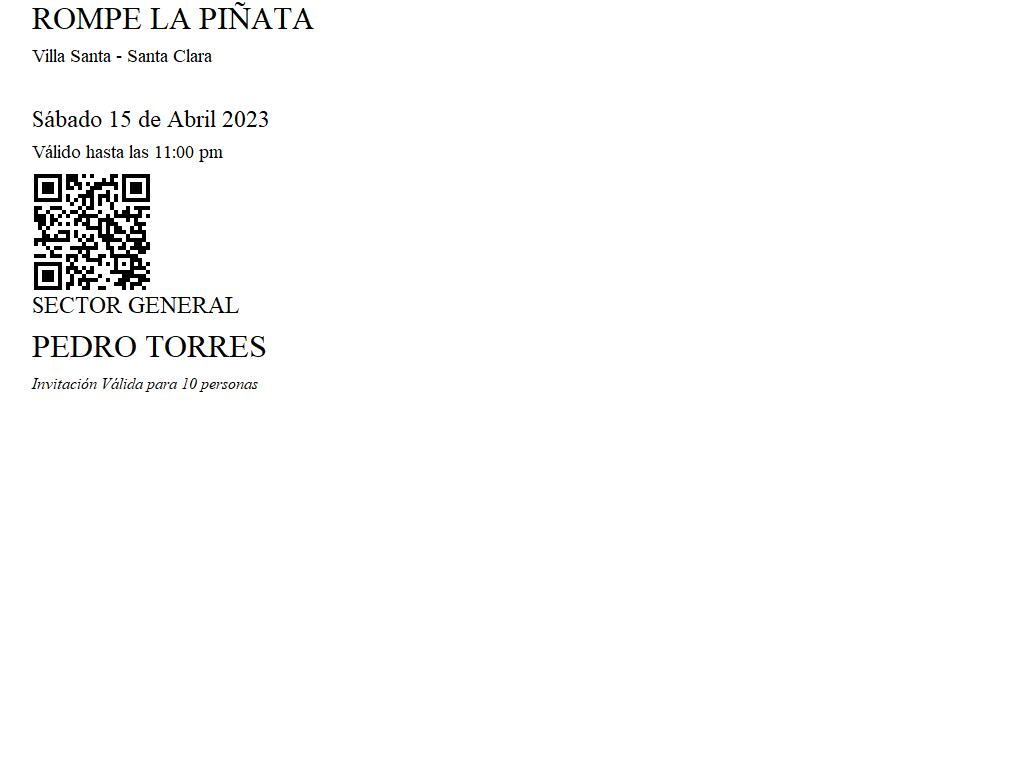 ROMPE LA PIÑATA
Villa Santa - Santa Clara
Sábado 15 de Abril 2023
Válido hasta las 11:00 pm
SECTOR GENERAL
PEDRO TORRES
Invitación Válida para 10 personas